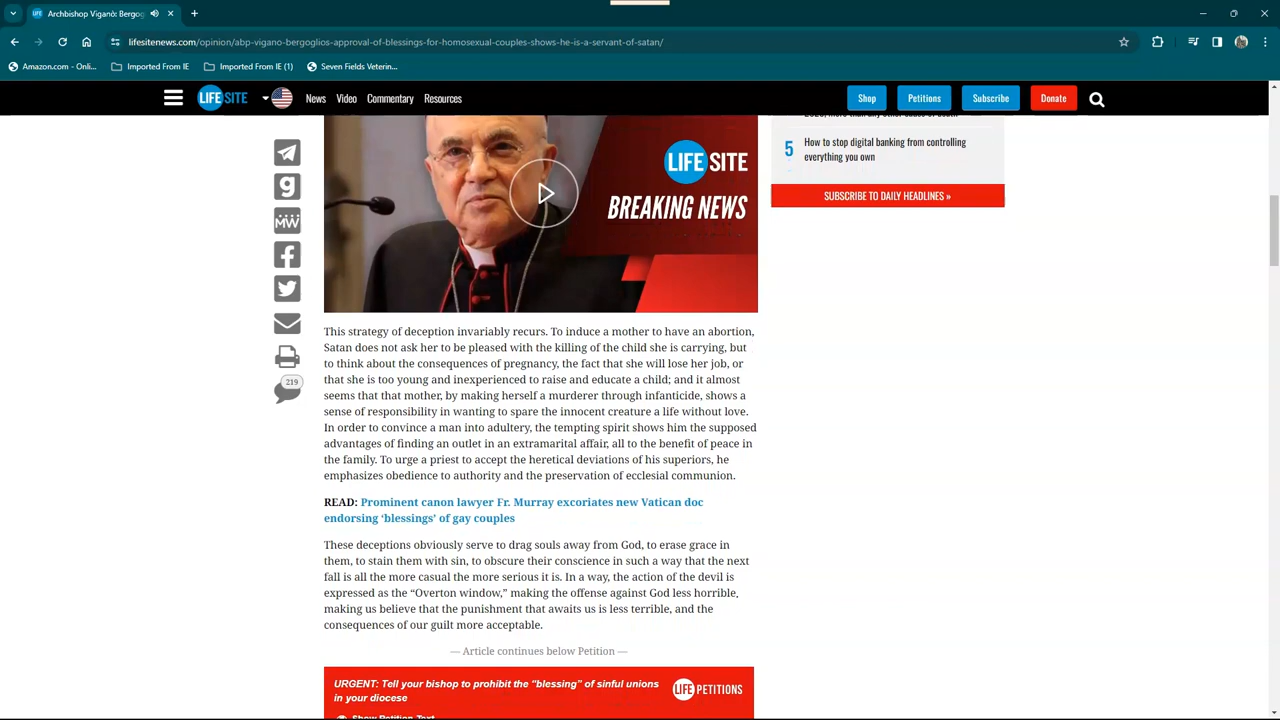 Archbishop Viganò: Bergog
lifesitenews.com/opinion/abp-vigano-bergoglios-approval-of-blessings-for-homosexual-couples-shows-he-is-a-servant-of-satan/
Amazon.com - Onli...
Imported From IE
Imported From IE (1)
Seven Fields Veterin...
LIFE SITE
News
Video
Commentary
Resources
Shop
Petitions
Subscribe
Donate
5
How to stop digital banking from controlling
everything you own
SUBSCRIBE TO DAILY HEADLINES »
LIFE SITE
BREAKING NEWS
g
MW
219
This strategy of deception invariably recurs. To induce a mother to have an abortion,
Satan does not ask her to be pleased with the killing of the child she is carrying, but
to think about the consequences of pregnancy, the fact that she will lose her job, or
that she is too young and inexperienced to raise and educate a child; and it almost
seems that that mother, by making herself a murderer through infanticide, shows a
sense of responsibility in wanting to spare the innocent creature a life without love.
In order to convince a man into adultery, the tempting spirit shows him the supposed
advantages of finding an outlet in an extramarital affair, all to the benefit of peace in
the family. To urge a priest to accept the heretical deviations of his superiors, he
emphasizes obedience to authority and the preservation of ecclesial communion.
READ: Prominent canon lawyer Fr. Murray excoriates new Vatican doc
endorsing ‘blessings’ of gay couples
These deceptions obviously serve to drag souls away from God, to erase grace in
them, to stain them with sin, to obscure their conscience in such a way that the next
fall is all the more casual the more serious it is. In a way, the action of the devil is
expressed as the “Overton window,” making the offense against God less horrible,
making us believe that the punishment that awaits us is less terrible, and the
consequences of our guilt more acceptable.
— Article continues below Petition —
URGENT: Tell your bishop to prohibit the "blessing" of sinful unions
in your diocese
LIFE PETITIONS
Show Petition Text